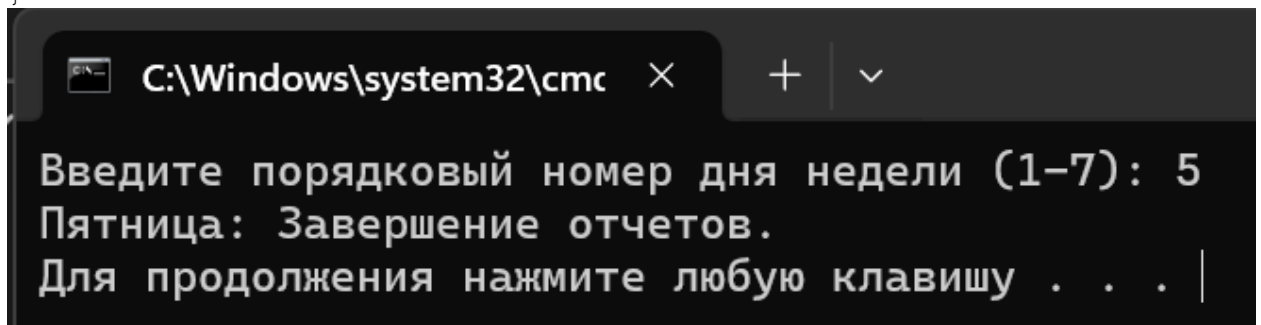 C:\Windows\system32\cmc
Введите порядковый номер дня недели (1-7): 5
Пятница: Завершение отчетов.
Для продолжения нажмите любую клавишу . . .